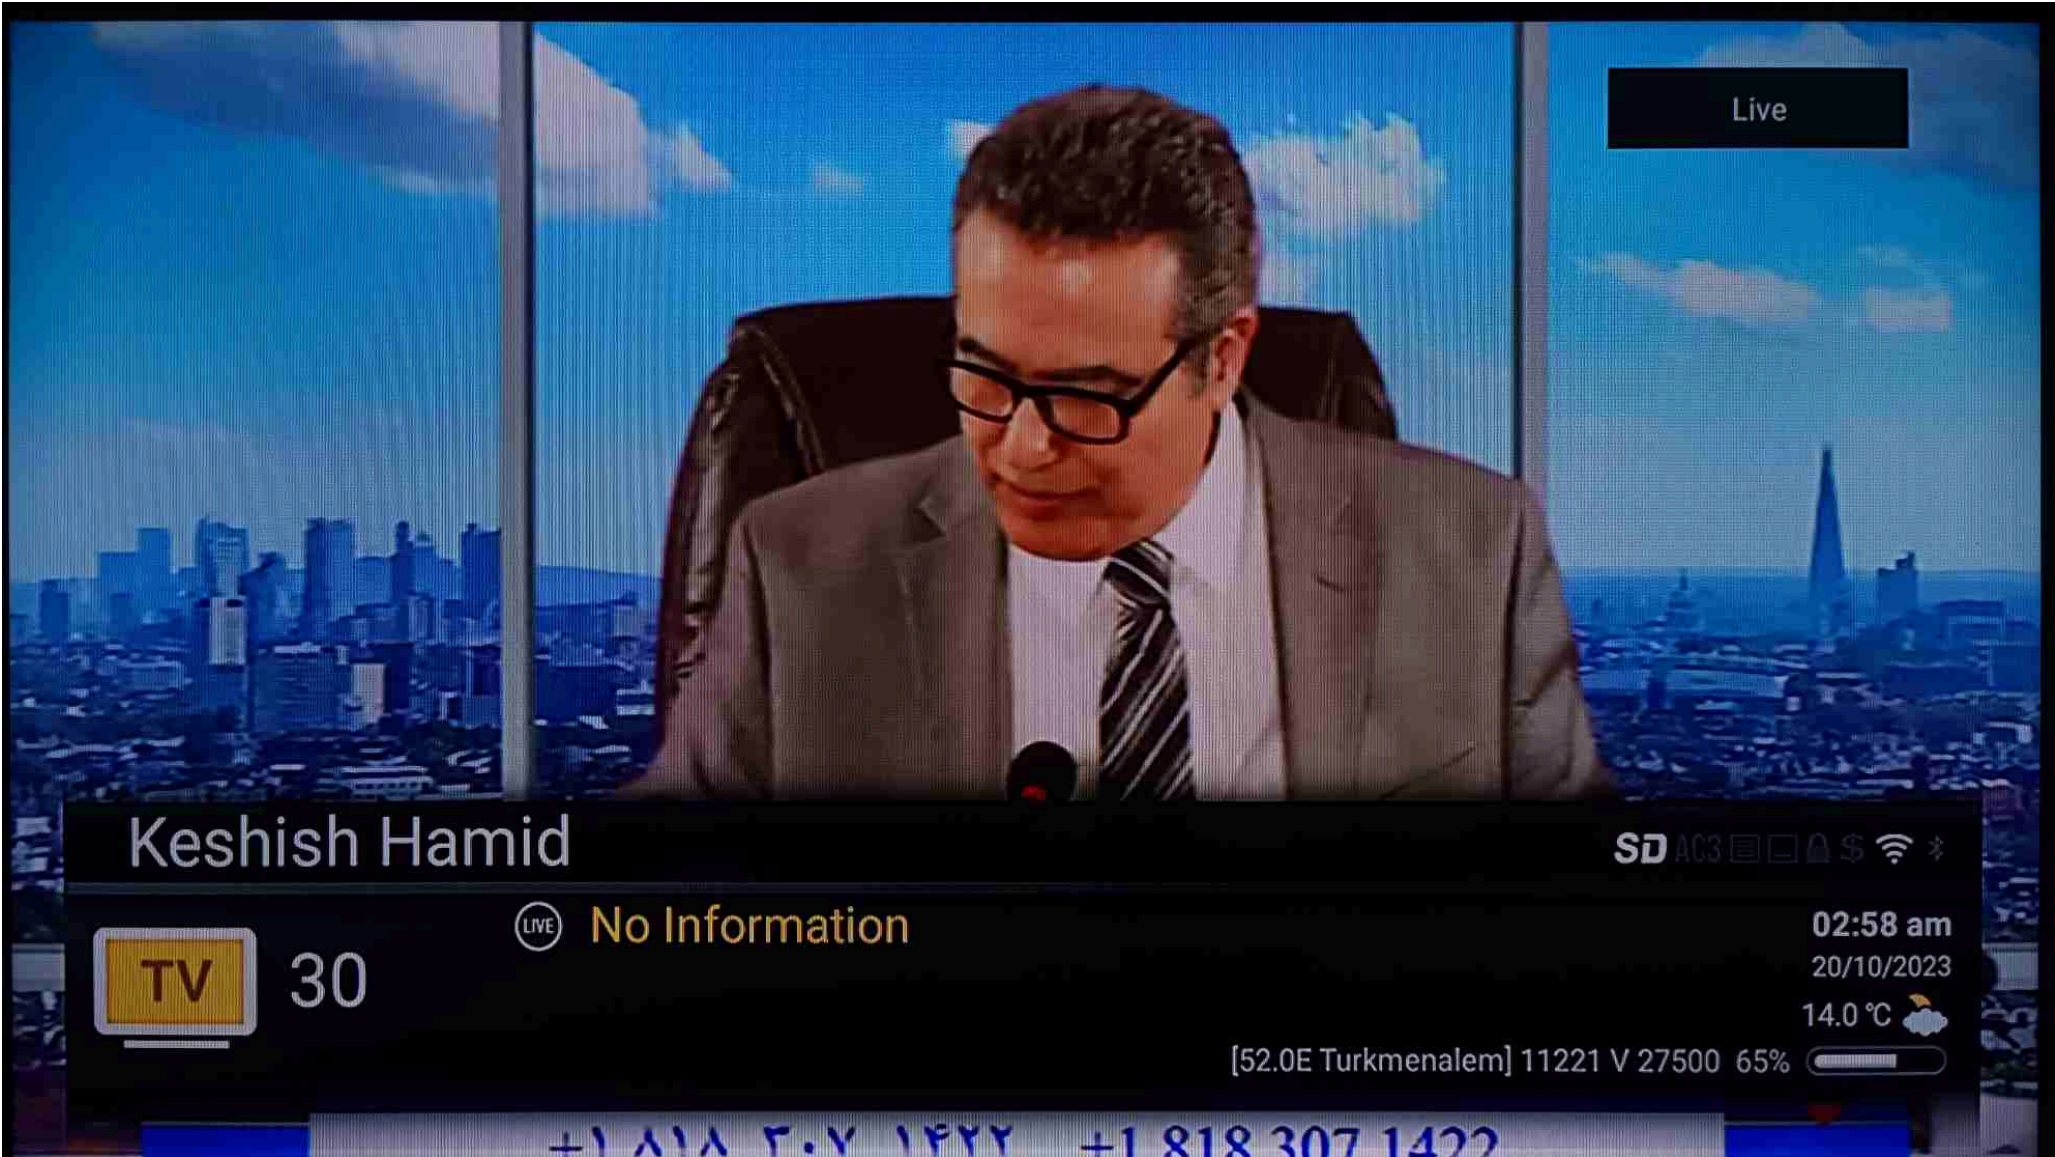 Live
Keshish Hamid
SD AC3 $
LIVE No Information
02:58 am
TV 30
20/10/2023
14.0 °C
[52.0E Turkmenalem] 11221 V 27500 65%
+۱ ۸۱۸ ۳۰۷ ۱۴۲۲ +1 818 307 1422